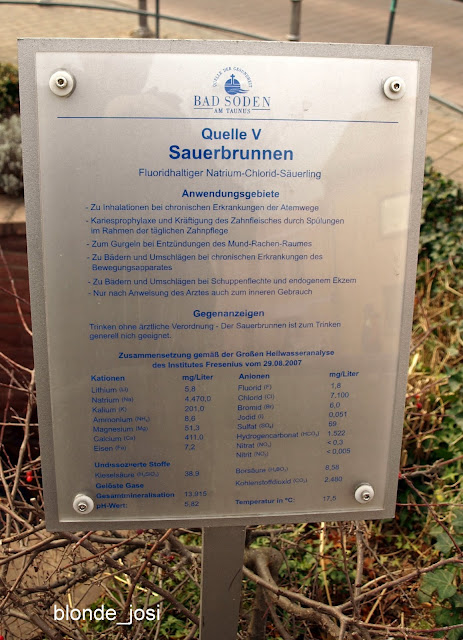 QUELLE DER GESUNDHEIT
BAD SODEN
AM TAUNUS
Quelle V
Sauerbrunnen
Fluoridhaltiger Natrium-Chlorid-Säuerling
Anwendungsgebiete
- Zu Inhalationen bei chronischen Erkrankungen der Atemwege
- Kariesprophylaxe und Kräftigung des Zahnfleisches durch Spülungen
im Rahmen der täglichen Zahnpflege
- Zum Gurgeln bei Entzündungen des Mund-Rachen-Raumes
- Zu Bädern und Umschlägen bei chronischen Erkrankungen des
Bewegungsapparates
- Zu Bädern und Umschlägen bei Schuppenflechte und endogenem Ekzem
- Nur nach Anweisung des Arztes auch zum inneren Gebrauch
Gegenanzeigen
Trinken ohne ärztliche Verordnung - Der Sauerbrunnen ist zum Trinken
generell nicht geeignet.
Zusammensetzung gemäß der Großen Heilwasseranalyse
des Institutes Fresenius vom 29.08.2007
Kationen mg/Liter Anionen mg/Liter
Lithium (Li) 5,8 Fluorid (F) 1,8
Natrium (Na) 4.470,0 Chlorid (Cl) 7.100
Kalium (K) 201,0 Bromid (Br) 6,0
Ammonium (NH₄) 6,6 Jodid (I) 0,051
Magnesium (Mg) 51,3 Sulfat (SO₄) 69
Calcium (Ca) 411,0 Hydrogencarbonat (HCO₃) 1.522
Eisen (Fe) 7,2 Nitrat (NO₃) < 0,3
Nitrit (NO₂) < 0,005
Undissoziierte Stoffe
Kieselsäure (H₂SiO₃) 38,9 Borsäure (H₃BO₃) 8,58
Gelöste Gase Kohlenstoffdioxid (CO₂) 2.480
Gesamtmineralisation 13.915
pH-Wert: 5,82 Temperatur in °C: 17,5
blonde_josi